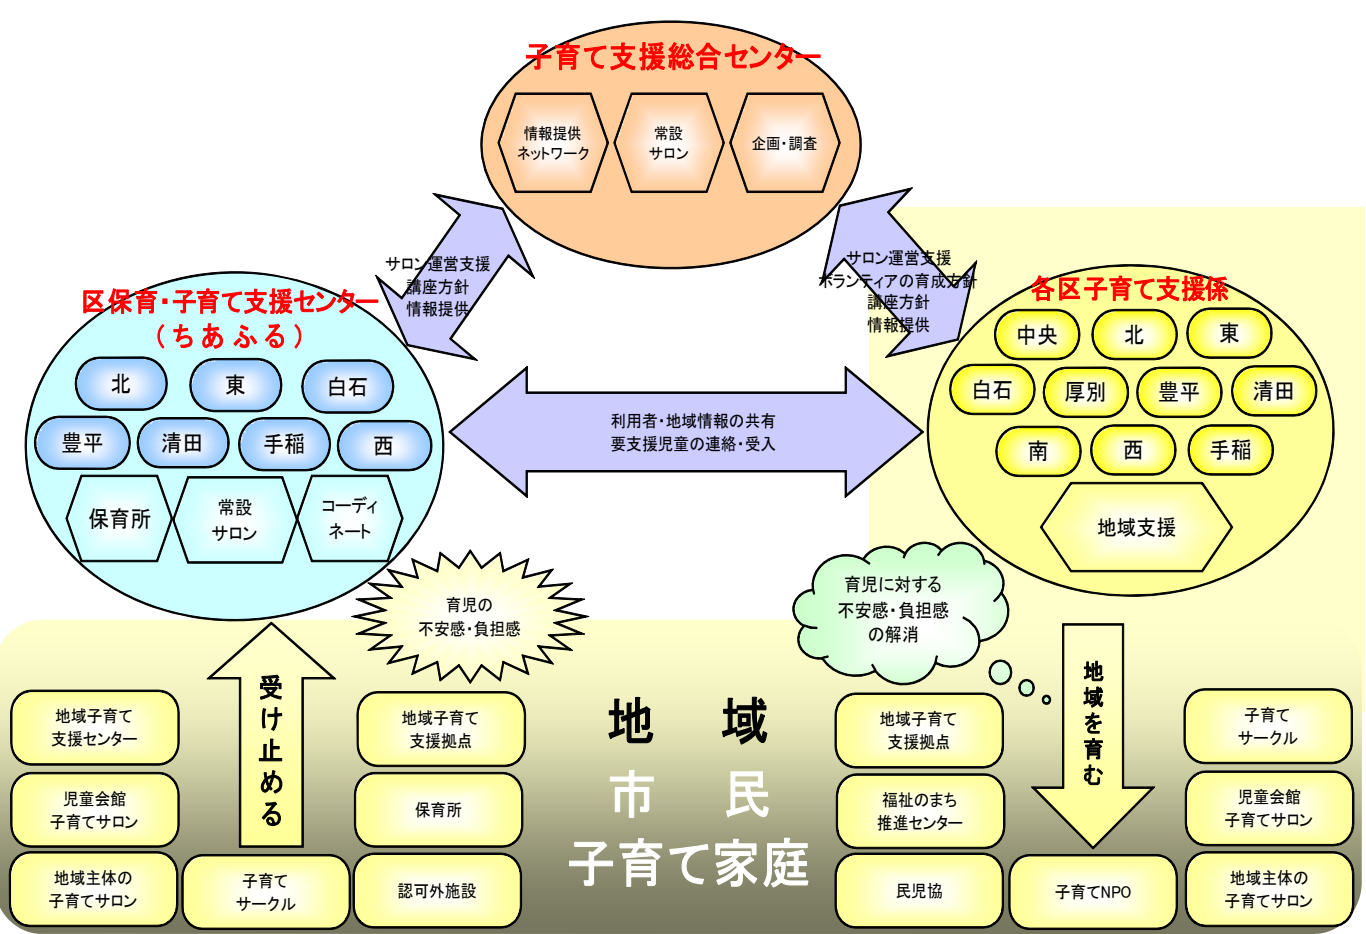 子育て支援総合センター
情報提供
ネットワーク
常設
サロン
企画・調査
サロン運営支援
講座方針
情報提供
サロン運営支援
ボランティアの育成方針
講座方針
情報提供
区保育・子育て支援センター
(ちあふる)
北
東
白石
豊平
清田
手稲
西
保育所
常設
サロン
コーディ
ネート
利用者・地域情報の共有
要支援児童の連絡・受入
各区子育て支援係
中央
北
東
白石
厚別
豊平
清田
南
西
手稲
地域支援
育児の
不安感・負担感
育児に対する
不安感・負担感
の解消
受け止める
地域を育む
地域子育て
支援センター
児童会館
子育てサロン
地域主体の
子育てサロン
子育て
サークル
地域子育て
支援拠点
保育所
認可外施設
地 域
市 民
子育て家庭
地域子育て
支援拠点
福祉のまち
推進センター
民児協
子育てNPO
子育て
サークル
児童会館
子育てサロン
地域主体の
子育てサロン